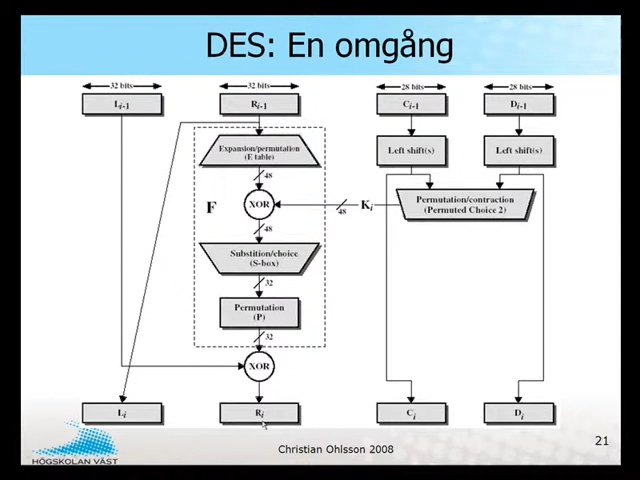 DES: En omgång
32 bits
32 bits
28 bits
28 bits
Li-1
Ri-1
Ci-1
Di-1
Expansion/permutation
(E table)
Left shift(s)
Left shift(s)
48
F
XOR
48
Ki
Permutation/contraction
(Permuted Choice 2)
48
Substition/choice
(S-box)
32
Permutation
(P)
32
XOR
Li
Ri
Ci
Di
HÖGSKOLAN VÄST
Christian Ohlsson 2008
21